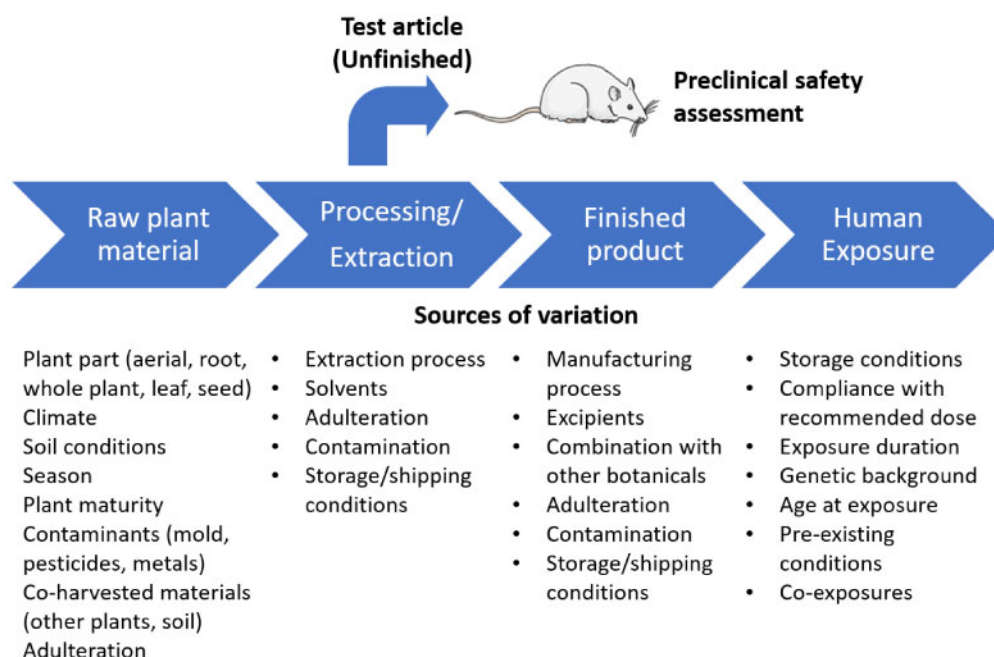 Test article
(Unfinished)
Preclinical safety
assessment
Raw plant
material
Processing/
Extraction
Finished
product
Human
Exposure
Sources of variation
Plant part (aerial, root,
whole plant, leaf, seed)
Climate
Soil conditions
Season
Plant maturity
Contaminants (mold,
pesticides, metals)
Co-harvested materials
(other plants, soil)
Adulteration
• Extraction process
• Solvents
• Adulteration
• Contamination
• Storage/shipping
conditions
• Manufacturing
process
• Excipients
• Combination with
other botanicals
• Adulteration
• Contamination
• Storage/shipping
conditions
• Storage conditions
• Compliance with
recommended dose
• Exposure duration
• Genetic background
• Age at exposure
• Pre-existing
conditions
• Co-exposures